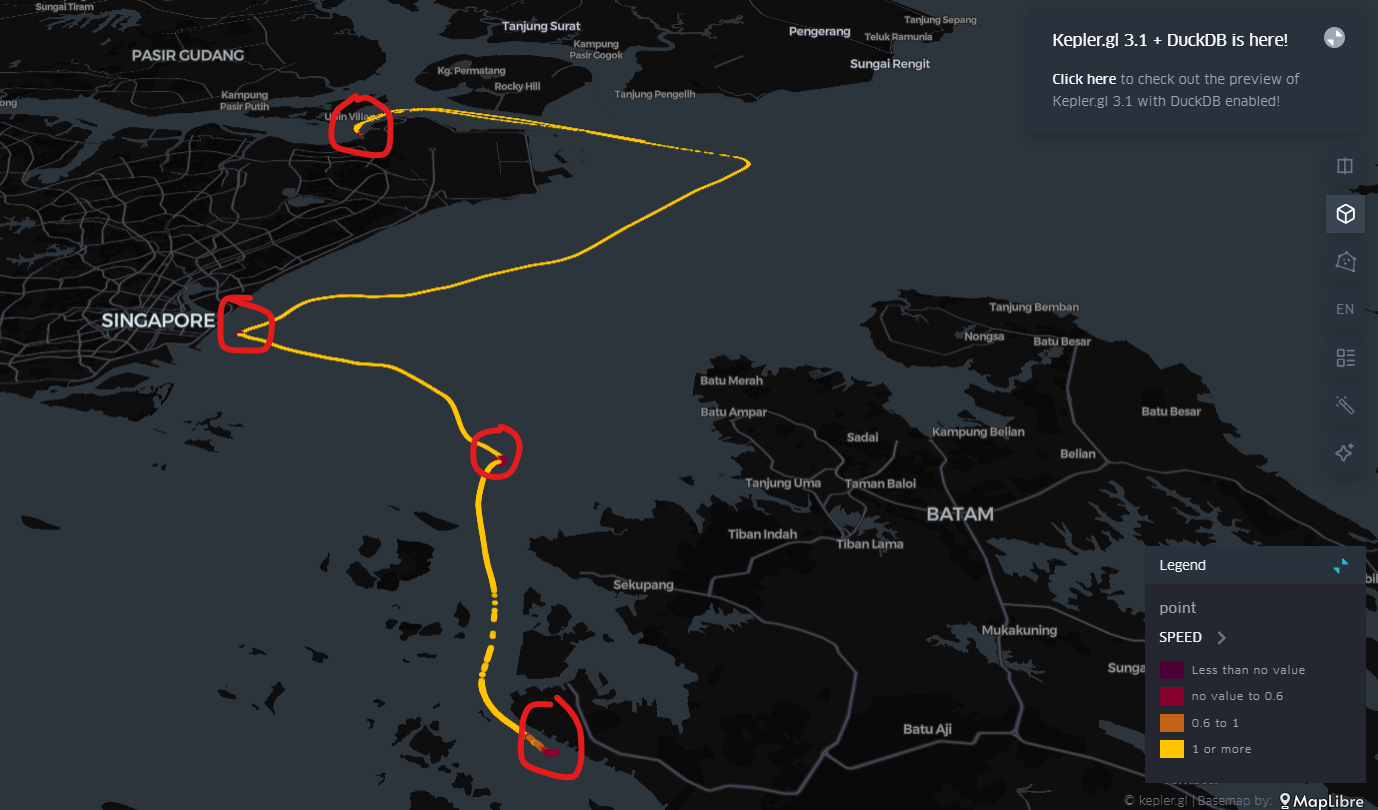 Sungai Tiram
Tanjung Surat
Pengerang
Tanjung Sepang
Teluk Ramunia
Sungai Rengit
PASIR GUDANG
Kampung
Pasir Gogok
Kg. Permatang
Rocky Hill
Tanjung Pengelih
Kampung
Pasir Putih
Kepler.gl 3.1 + DuckDB is here!
Click here to check out the preview of
Kepler.gl 3.1 with DuckDB enabled!
EN
SINGAPORE
Tanjung Bemban
Nongsa
Batu Besar
Batu Merah
Batu Ampar
Batu Besar
Sadai
Kampung Belian
Belian
Tanjung Uma
Taman Baloi
BATAM
Tiban Indah
Tiban Lama
Sekupang
Mukakuning
Batu Aji
Legend
point
SPEED
Less than no value
no value to 0.6
0.6 to 1
1 or more
© kepler.gl | Basemap by:
MapLibre